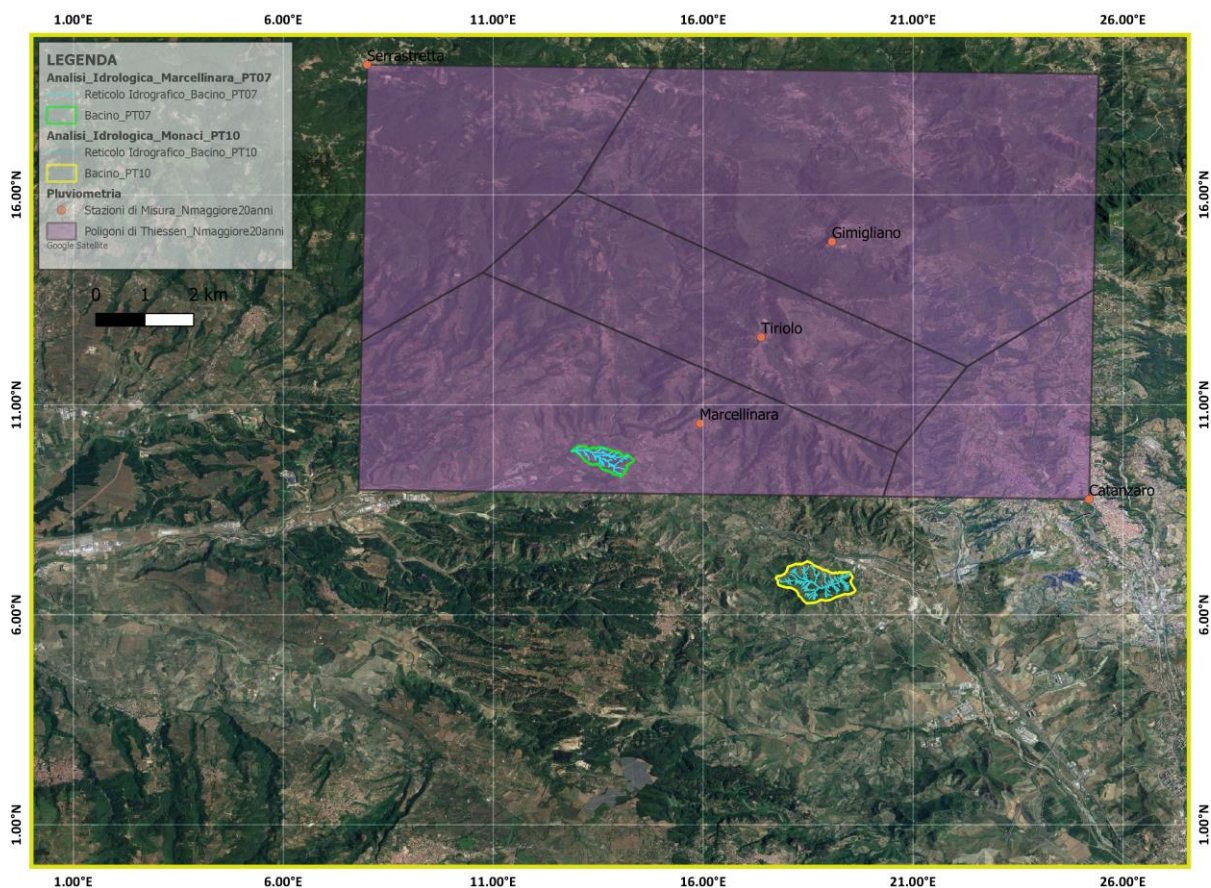 1.00°E 6.00°E 11.00°E 16.00°E 21.00°E 26.00°E
LEGENDA
Analisi_Idrologica_Marcellinara_PT07
Reticolo Idrografico_Bacino_PT07
Bacino_PT07
Analisi_Idrologica_Monaci_PT10
Reticolo Idrografico_Bacino_PT10
Bacino_PT10
Pluviometria
Stazioni di Misura_Nmaggiore20anni
Poligoni di Thiessen_Nmaggiore20anni
Google Satellite
Serrastretta
16.00°N 16.00°N
Gimigliano
0 1 2 km
Tiriolo
11.00°N 11.00°N
Marcellinara
Catanzaro
6.00°N 6.00°N
1.00°N 1.00°N
1.00°E 6.00°E 11.00°E 16.00°E 21.00°E 26.00°E